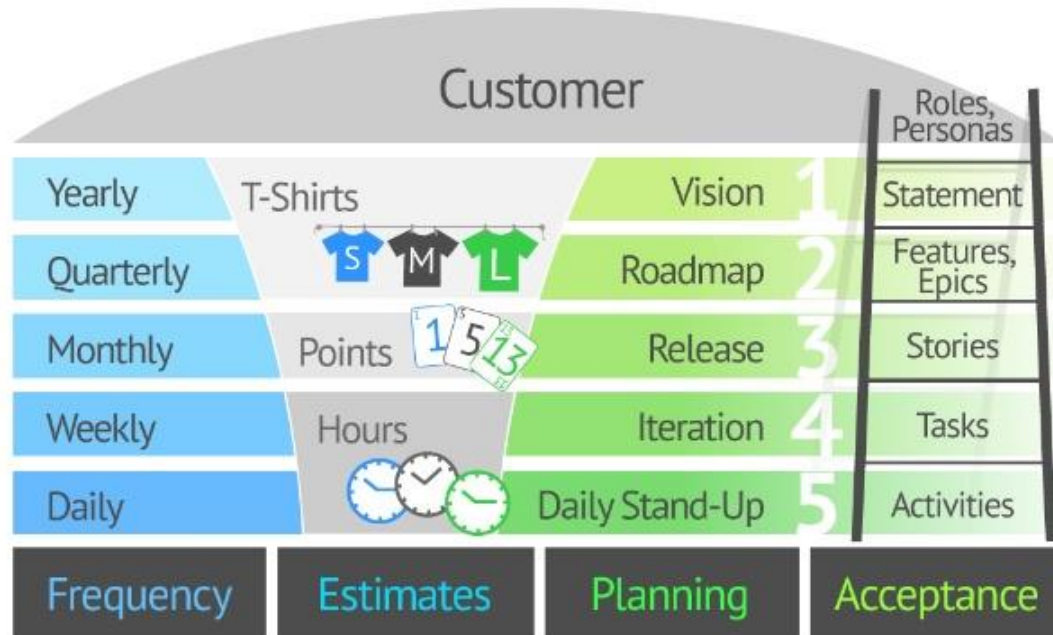 Customer
Roles,
Personas
Yearly
T-Shirts
Vision
1
Statement
S
M
L
Quarterly
Roadmap
2
Features,
Epics
Monthly
Points
1
5
13
Release
3
Stories
Weekly
Hours
Iteration
4
Tasks
Daily
Daily Stand-Up
5
Activities
Frequency
Estimates
Planning
Acceptance